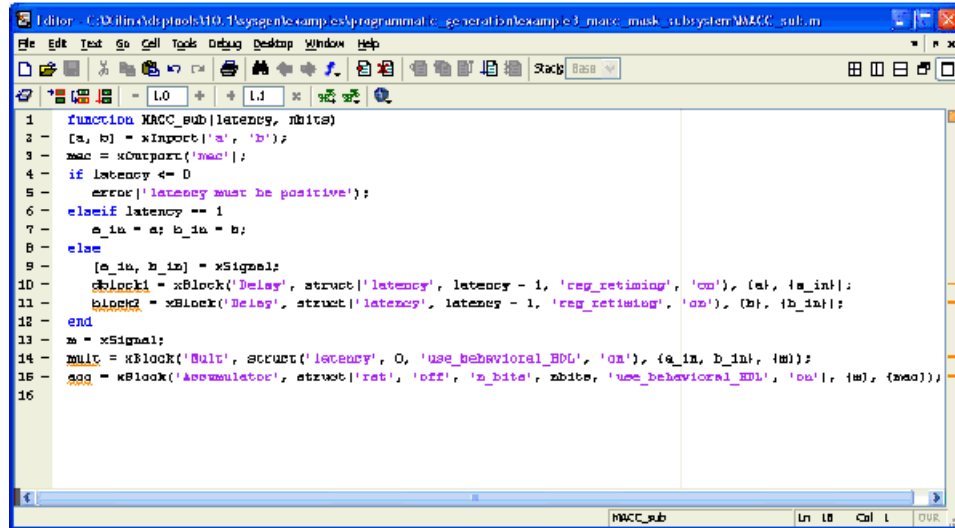 Editor - C:\Xilinx\dsptools\10.1\sysgen\examples\programmatic_generation\example3_macc_mask_subsystem\MACC_sub.m
File Edit Text Go Cell Tools Debug Desktop Window Help
Stack: Base
- 1.0 + ÷ 1.1 ×
1 function MACC_sub(latency, nbits)
2 - [a, b] = xInport('a', 'b');
3 - mac = xOutport('mac');
4 - if latency <= 0
5 - error('latency must be positive');
6 - elseif latency == 1
7 - a_in = a; b_in = b;
8 - else
9 - [a_in, b_in] = xSignal;
10 - dblock1 = xBlock('Delay', struct('latency', latency - 1, 'reg_retiming', 'on'), {a}, {a_in});
11 - block2 = xBlock('Delay', struct('latency', latency - 1, 'reg_retiming', 'on'), {b}, {b_in});
12 - end
13 - m = xSignal;
14 - mult = xBlock('Mult', struct('latency', 0, 'use_behavioral_HDL', 'on'), {a_in, b_in}, {m});
15 - acc = xBlock('Accumulator', struct('rst', 'off', 'n_bits', nbits, 'use_behavioral_HDL', 'on'), {m}, {mac});
16
MACC_sub Ln 16 Col 1 OVR